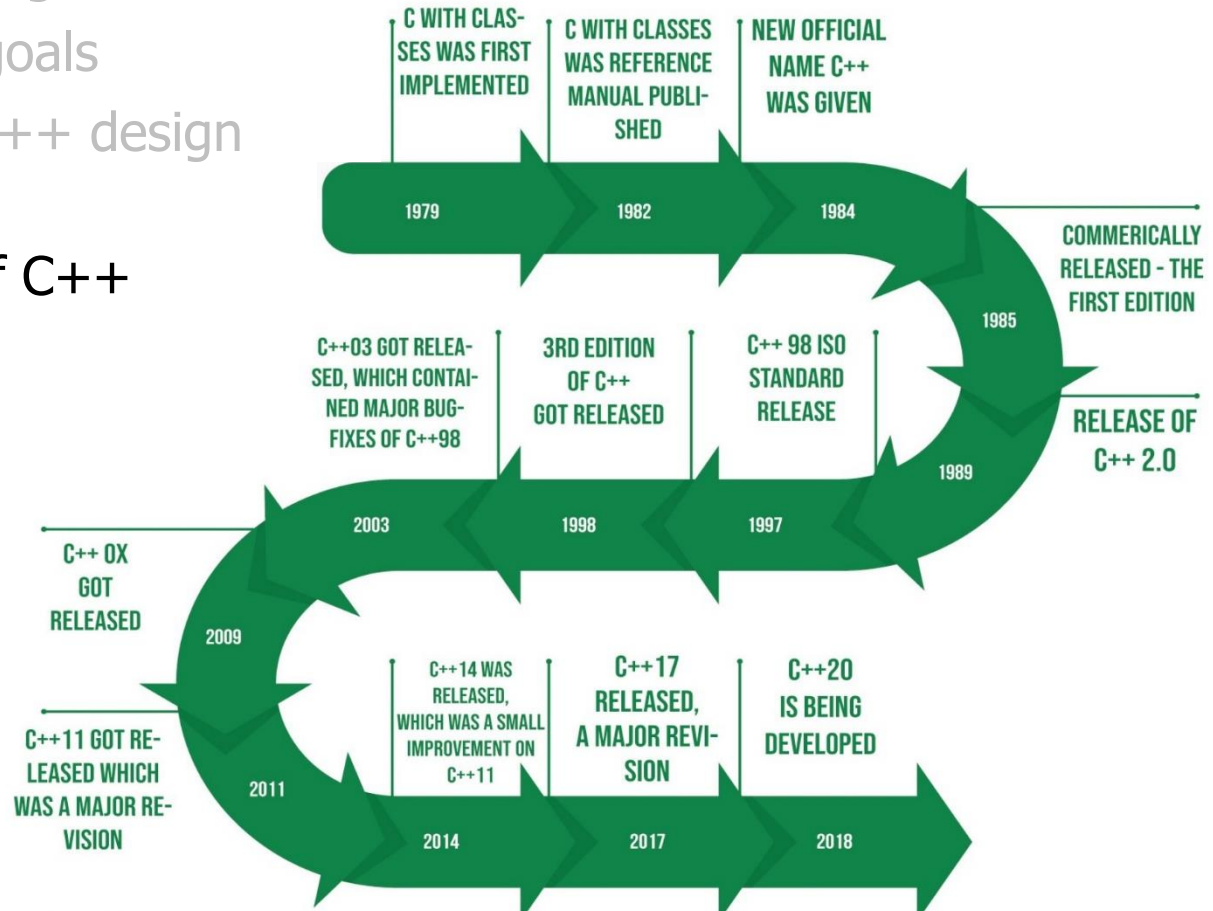 goals
++ design
f C++
C WITH CLAS-
SES WAS FIRST
IMPLEMENTED
C WITH CLASSES
WAS REFERENCE
MANUAL PUBLI-
SHED
NEW OFFICIAL
NAME C++
WAS GIVEN
1979
1982
1984
COMMERICALLY
RELEASED - THE
FIRST EDITION
1985
C++03 GOT RELEA-
SED, WHICH CONTAI-
NED MAJOR BUG-
FIXES OF C++98
3RD EDITION
OF C++
GOT RELEASED
C++ 98 ISO
STANDARD
RELEASE
RELEASE OF
C++ 2.0
1989
2003
1998
1997
C++ 0X
GOT
RELEASED
2009
C++11 GOT RE-
LEASED WHICH
WAS A MAJOR RE-
VISION
2011
C++14 WAS
RELEASED,
WHICH WAS A SMALL
IMPROVEMENT ON
C++11
C++17
RELEASED,
A MAJOR REVI-
SION
C++20
IS BEING
DEVELOPED
2014
2017
2018